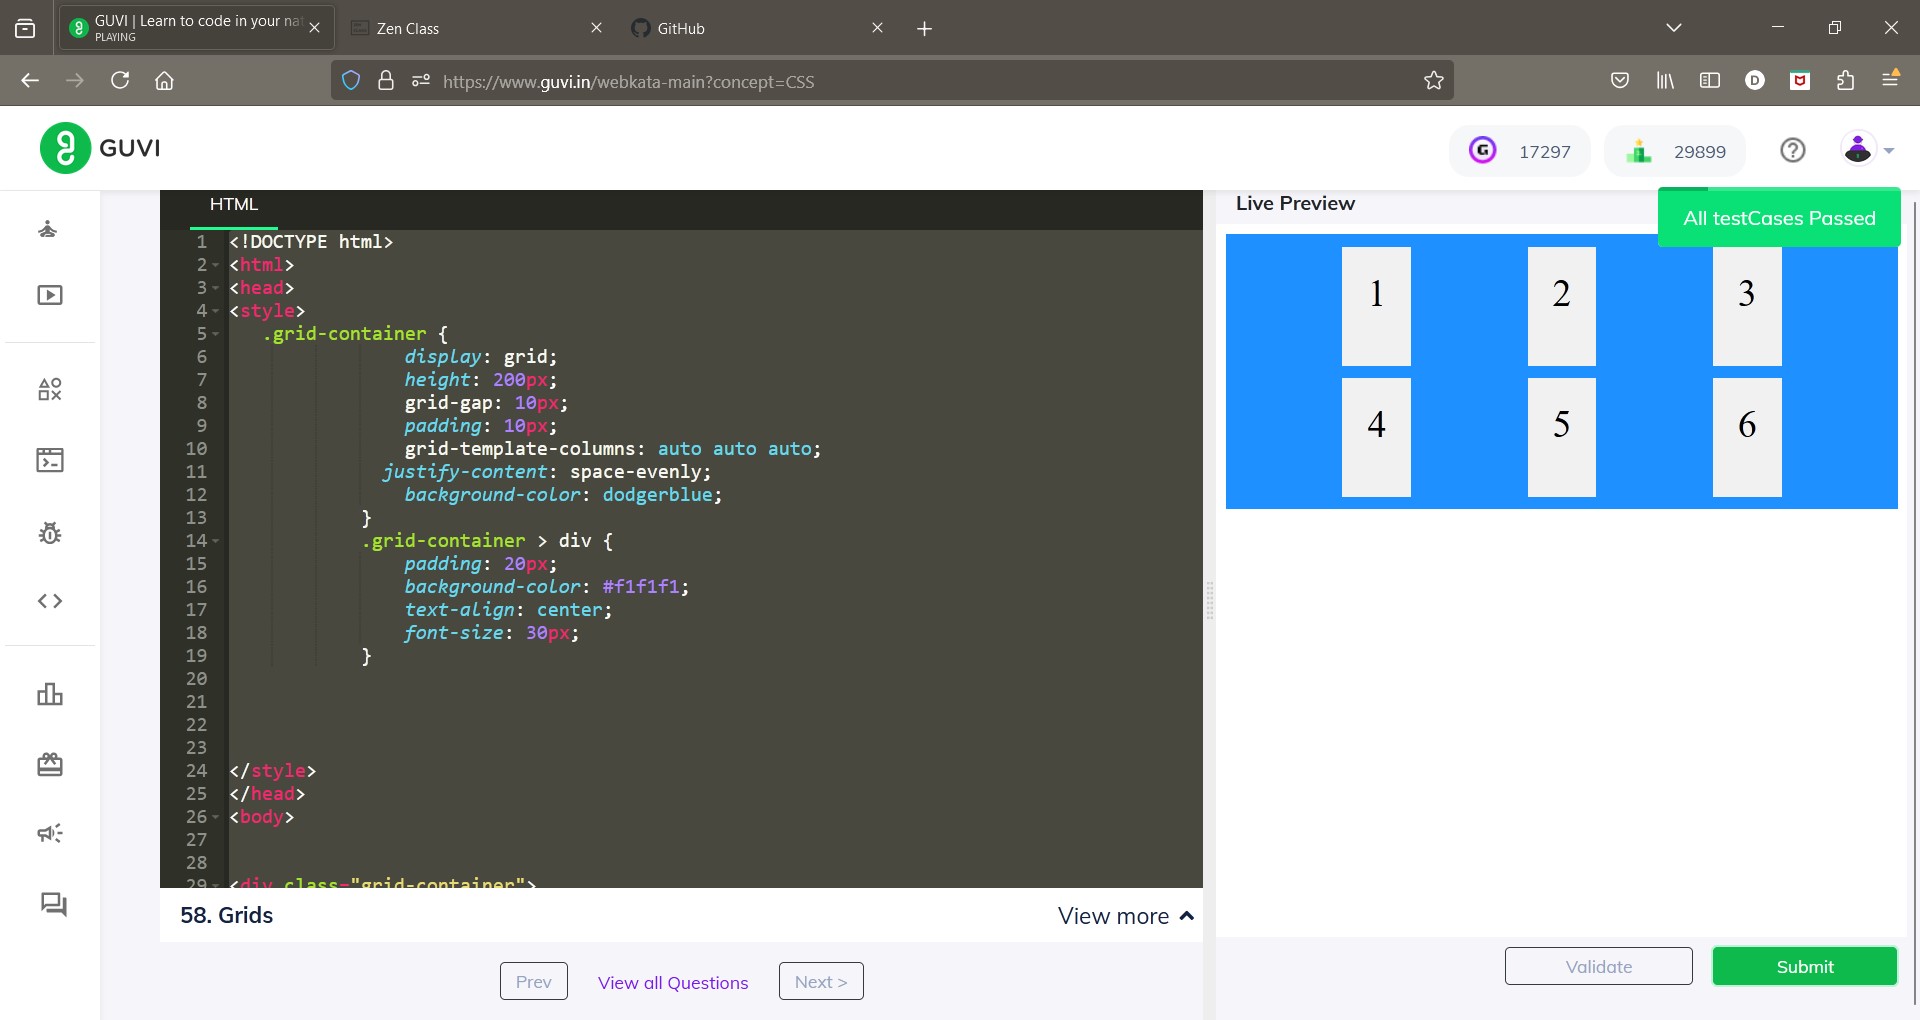 GUVI | Learn to code in your nat
PLAYING
Zen Class
GitHub
https://www.guvi.in/webkata-main?concept=CSS
D
GUVI
G 17297
29899
HTML
1 <!DOCTYPE html>
2 <html>
3 <head>
4 <style>
5 .grid-container {
6 display: grid;
7 height: 200px;
8 grid-gap: 10px;
9 padding: 10px;
10 grid-template-columns: auto auto auto;
11 justify-content: space-evenly;
12 background-color: dodgerblue;
13 }
14 .grid-container > div {
15 padding: 20px;
16 background-color: #f1f1f1;
17 text-align: center;
18 font-size: 30px;
19 }
20
21
22
23
24 </style>
25 </head>
26 <body>
27
28
29 <div class="grid-container">
58. Grids
View more
Prev
View all Questions
Next >
Live Preview
All testCases Passed
1 2 3
4 5 6
Validate
Submit